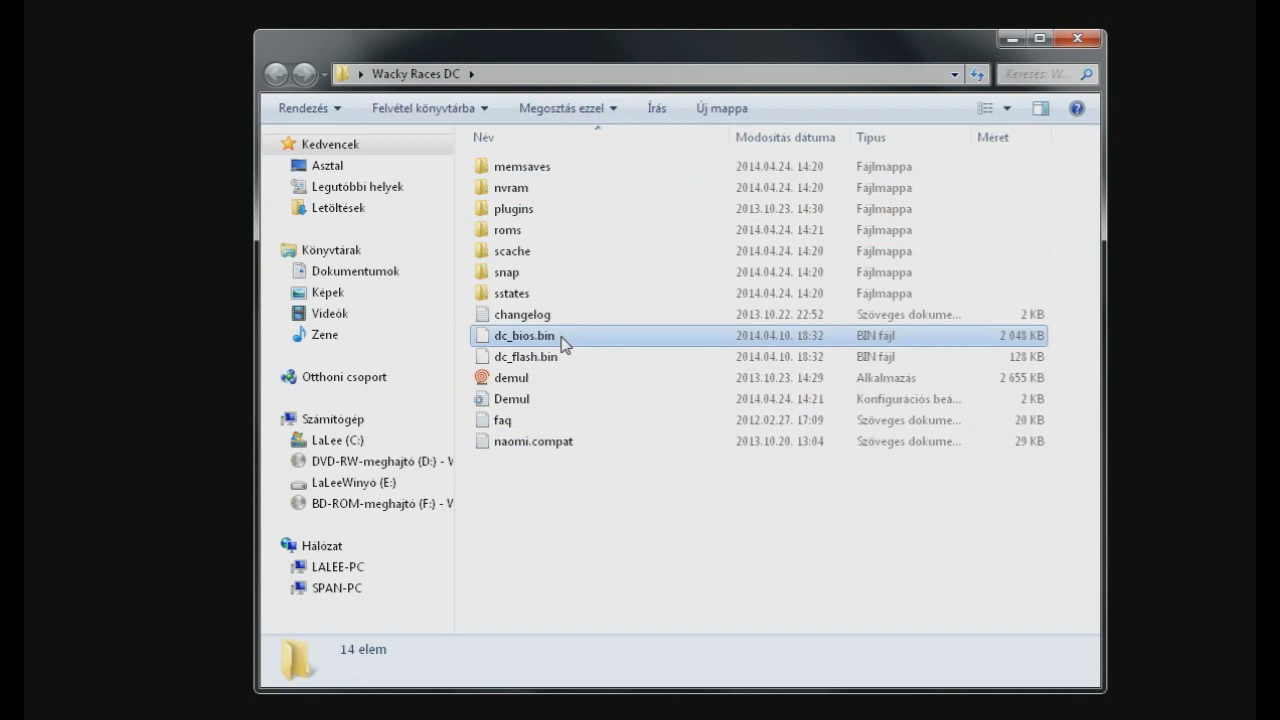 Wacky Races DC
Keresés: W...
Rendezés Felvétel könyvtárba Megosztás ezzel Írás Új mappa
Kedvencek
Asztal
Legutóbbi helyek
Letöltések
Könyvtárak
Dokumentumok
Képek
Videók
Zene
Otthoni csoport
Számítógép
LaLee (C:)
DVD-RW-meghajtó (D:) - V
LaLeeWinyó (E:)
BD-ROM-meghajtó (F:) - V
Hálózat
LALEE-PC
SPAN-PC
Név Módosítás dátuma Típus Méret
memsaves 2014.04.24. 14:20 Fájlmappa
nvram 2014.04.24. 14:20 Fájlmappa
plugins 2013.10.23. 14:30 Fájlmappa
roms 2014.04.24. 14:21 Fájlmappa
scache 2014.04.24. 14:20 Fájlmappa
snap 2014.04.24. 14:20 Fájlmappa
sstates 2014.04.24. 14:20 Fájlmappa
changelog 2013.10.22. 22:52 Szöveges dokume... 2 KB
dc_bios.bin 2014.04.10. 18:32 BIN fájl 2 048 KB
dc_flash.bin 2014.04.10. 18:32 BIN fájl 128 KB
demul 2013.10.23. 14:29 Alkalmazás 2 655 KB
Demul 2014.04.24. 14:21 Konfigurációs beá... 2 KB
faq 2012.02.27. 17:09 Szöveges dokume... 20 KB
naomi.compat 2013.10.20. 13:04 Szöveges dokume... 29 KB
14 elem